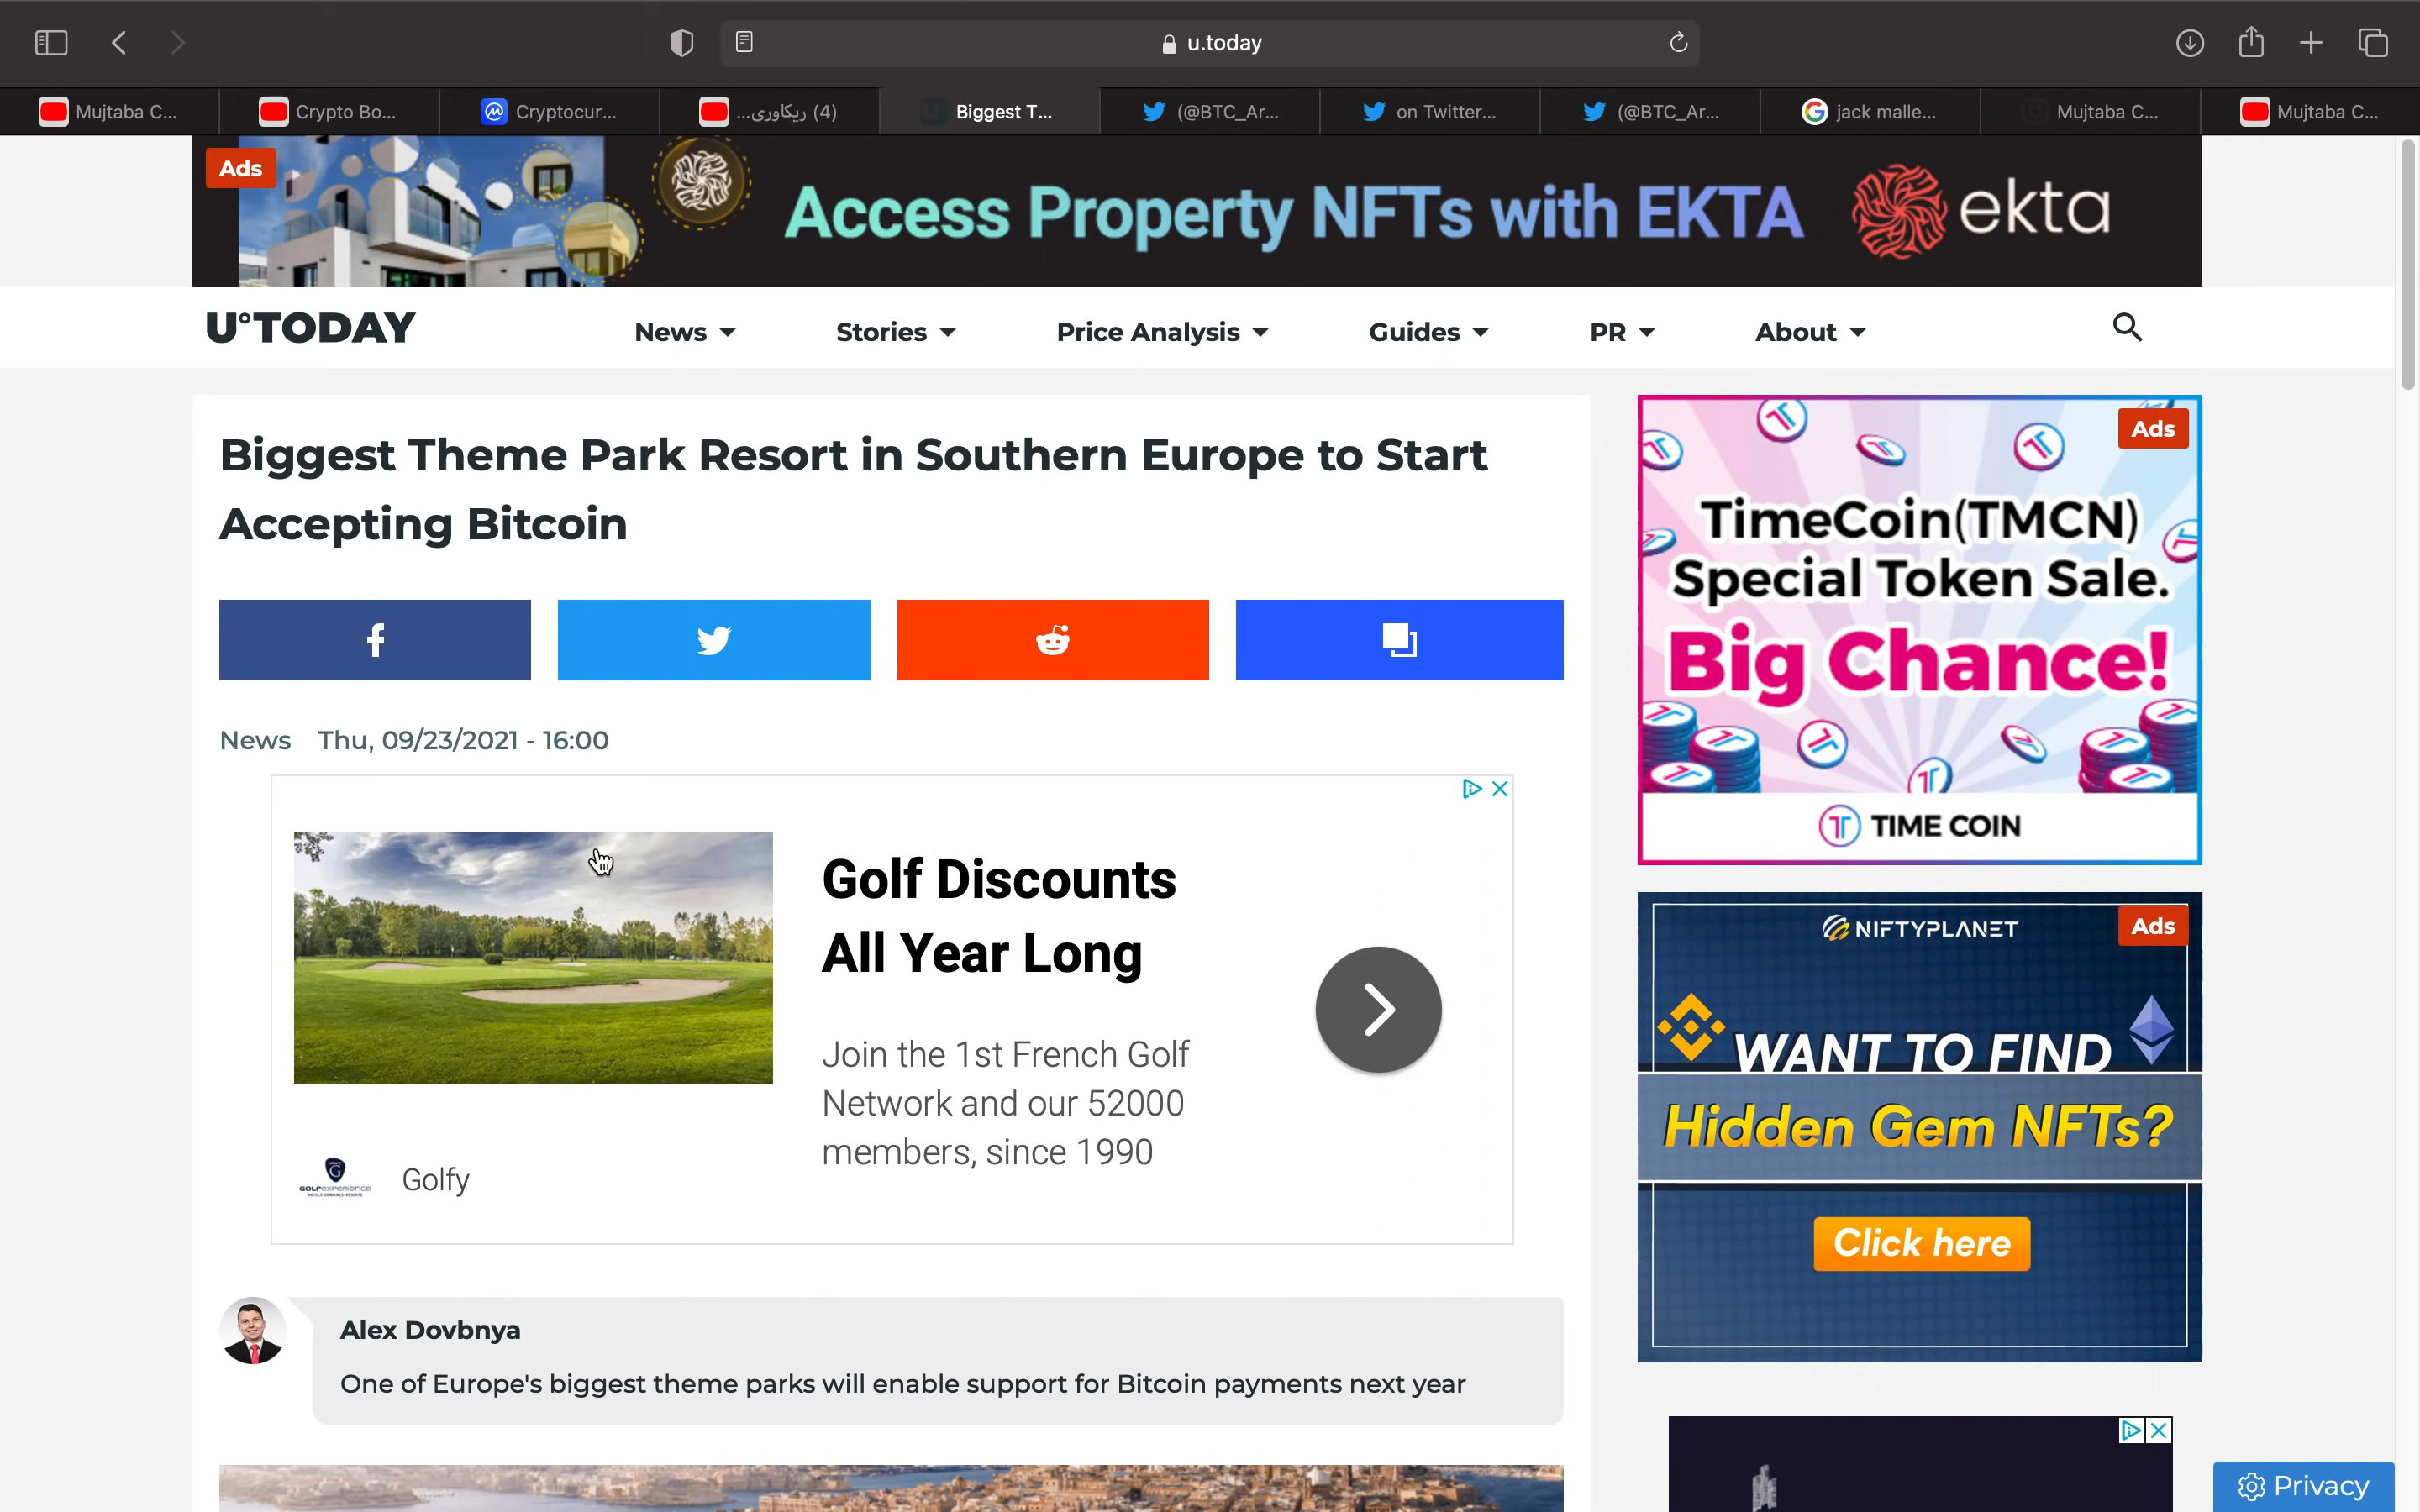 u.today
Mujtaba C...
Crypto Bo...
Cryptocur...
(4) ریکاوری...
Biggest T...
(@BTC_Ar...
on Twitter...
(@BTC_Ar...
jack malle...
Mujtaba C...
Mujtaba C...
Ads
Access Property NFTs with EKTA
ekta
U°TODAY
News
Stories
Price Analysis
Guides
PR
About
Biggest Theme Park Resort in Southern Europe to Start
Accepting Bitcoin
News Thu, 09/23/2021 - 16:00
Golf Discounts
All Year Long
Join the 1st French Golf
Network and our 52000
members, since 1990
GOLFEXPERIENCE
HOTELS·DOMAINES·RESORTS
Golfy
Alex Dovbnya
One of Europe's biggest theme parks will enable support for Bitcoin payments next year
Ads
TimeCoin(TMCN)
Special Token Sale.
Big Chance!
TIME COIN
NIFTYPLANET
Ads
WANT TO FIND
Hidden Gem NFTs?
Click here
Privacy